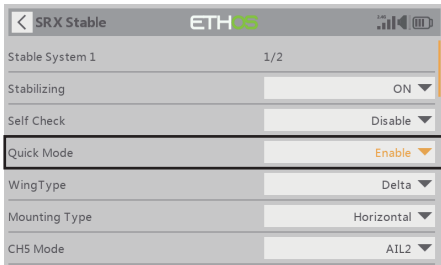 SRX Stable ETHOS
Stable System 1 1/2
Stabilizing ON
Self Check Disable
Quick Mode Enable
WingType Delta
Mounting Type Horizontal
CH5 Mode AIL2